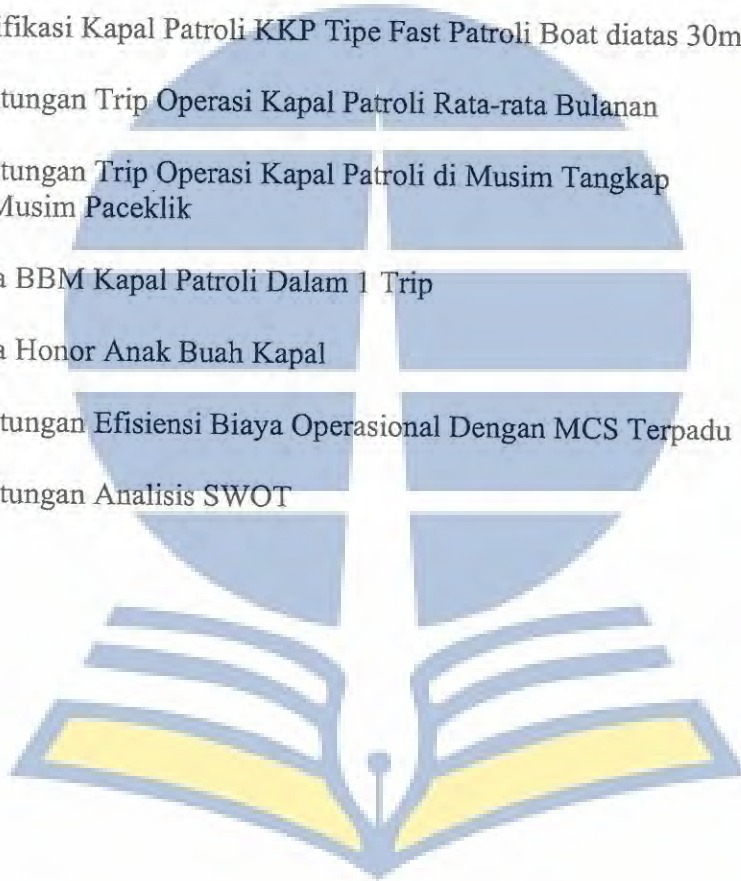 ifikasi Kapal Patroli KKP Tipe Fast Patroli Boat diatas 30m
tungan Trip Operasi Kapal Patroli Rata-rata Bulanan
tungan Trip Operasi Kapal Patroli di Musim Tangkap
Musim Paceklik
a BBM Kapal Patroli Dalam 1 Trip
a Honor Anak Buah Kapal
tungan Efisiensi Biaya Operasional Dengan MCS Terpadu
tungan Analisis SWOT